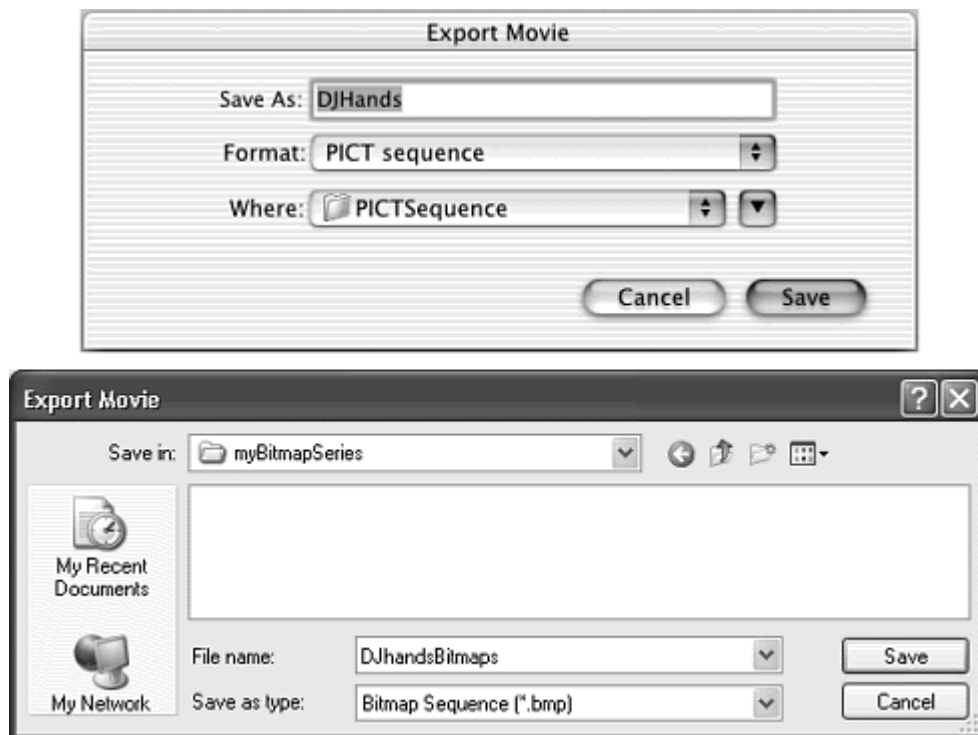 Export Movie
Save As: DJHands
Format: PICT sequence
Where: PICTSequence
Cancel Save
Export Movie
Save in: myBitmapSeries
My Recent
Documents
My Network
File name: DJhandsBitmaps Save
Save as type: Bitmap Sequence (*.bmp) Cancel